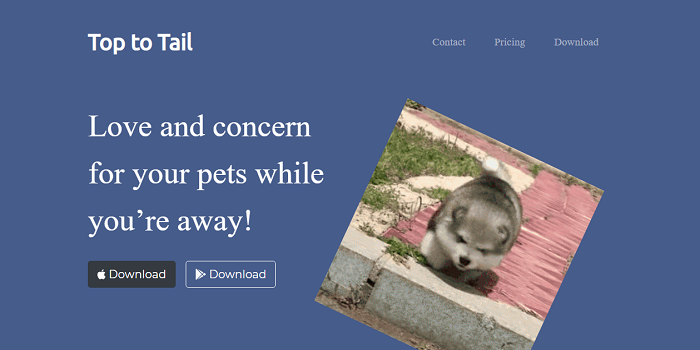 Top to Tail
Contact Pricing Download
Love and concern
for your pets while
you’re away!
Download Download